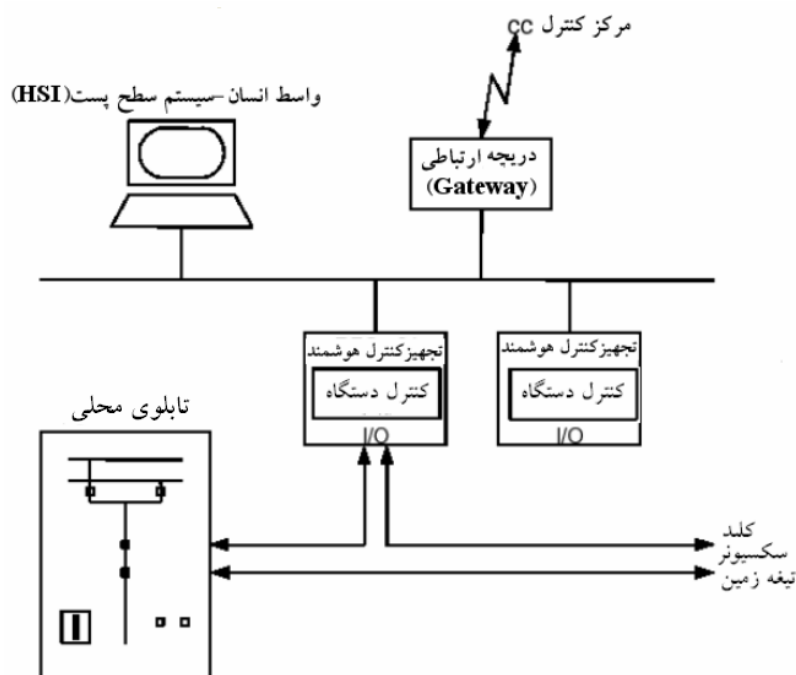 مرکز کنترل CC
واسط انسان-سیستم سطح پست(HSI)
دریچه ارتباطی
(Gateway)
تجهیزکنترل هوشمند
کنترل دستگاه
I/O
تجهیزکنترل هوشمند
کنترل دستگاه
I/O
تابلوی محلی
کلید
سکسیونر
تیغه زمین